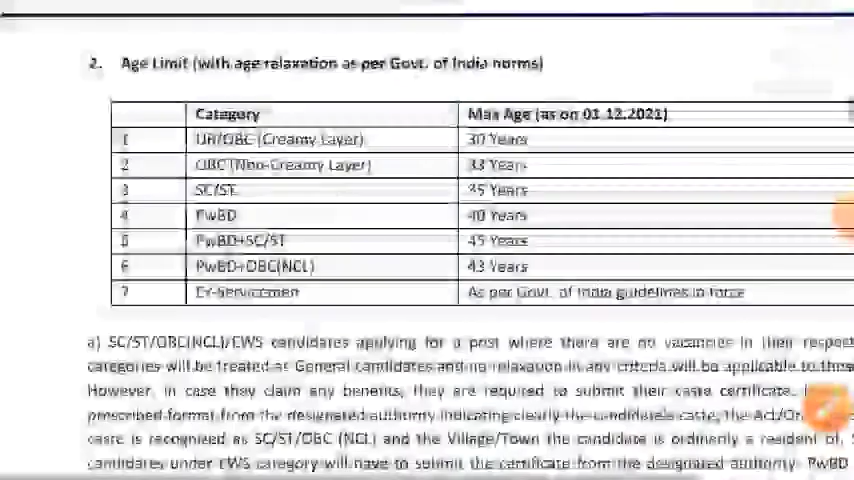 2. Age Limit (with age relaxation as per Govt. of India norms)
Category Max Age (as on 01.12.2021)
1 UR/OBC (Creamy Layer) 30 Years
2 OBC (Non-Creamy Layer) 33 Years
3 SC/ST 35 Years
4 PwBD 40 Years
5 PwBD+SC/ST 45 Years
6 PwBD+OBC(NCL) 43 Years
7 Ex-Servicemen As per Govt. of India guidelines in force
a) SC/ST/OBC(NCL)/EWS candidates applying for a post where there are no vacancies in their respect
categories will be treated as General candidates and no relaxation in any criteria will be applicable to those
However, in case they claim any benefits, they are required to submit their caste certificate,
prescribed format from the designated authority indicating clearly the candidate's caste, the Act/Or
caste is recognized as SC/ST/OBC (NCL) and the Village/Town the candidate is ordinarily a resident of.
candidates under EWS category will have to submit the certificate from the designated authority. PwBD